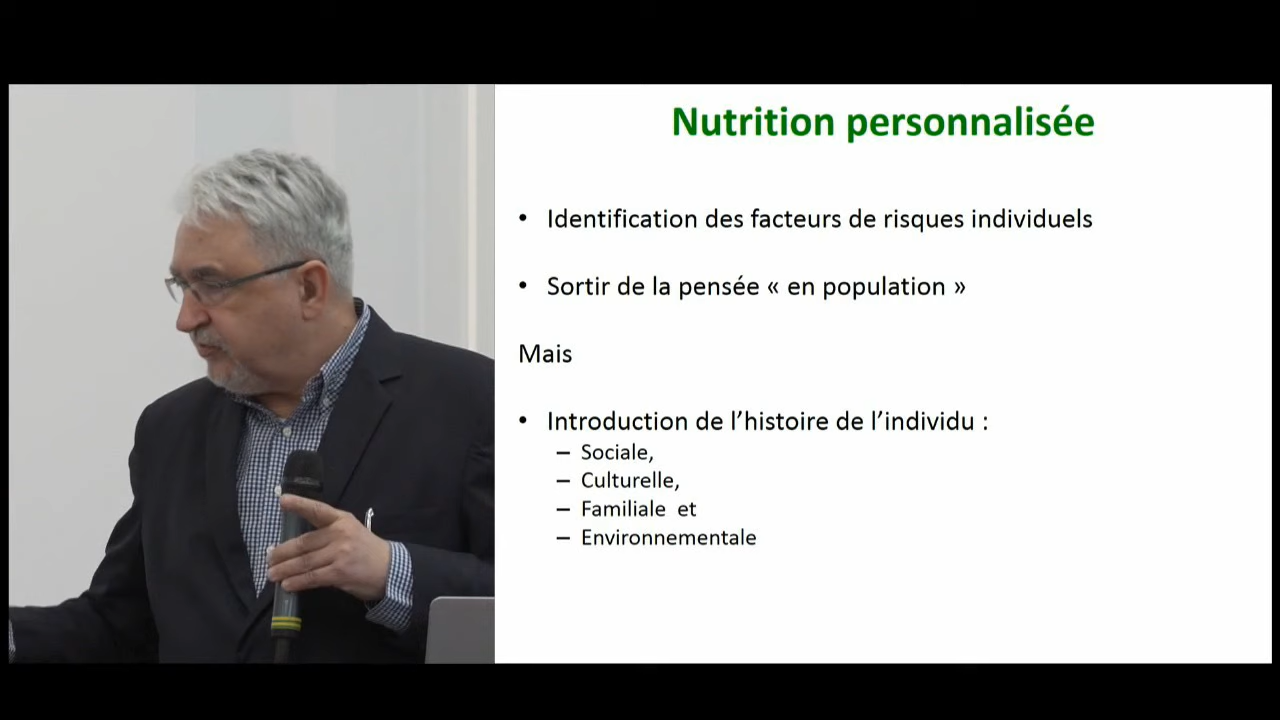 Nutrition personnalisée
• Identification des facteurs de risques individuels
• Sortir de la pensée « en population »
Mais
• Introduction de l’histoire de l’individu :
– Sociale,
– Culturelle,
– Familiale et
– Environnementale